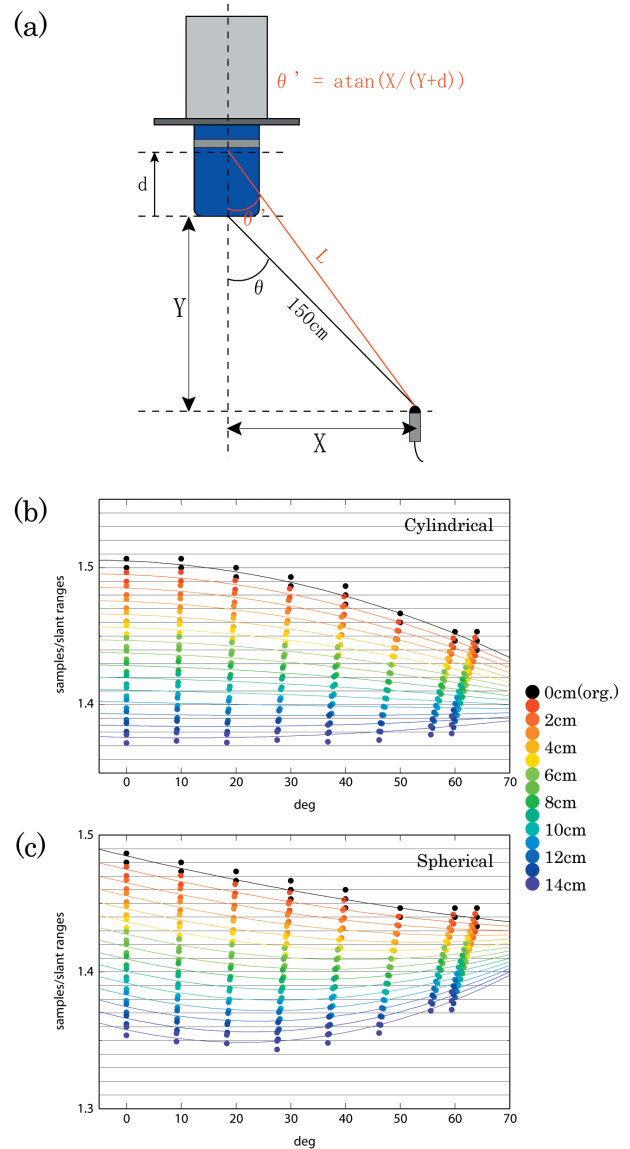 (a)
θ' = atan(X/(Y+d))
d
θ'
L
θ
150cm
Y
X
(b)
Cylindrical
samples/slant ranges
1.5
1.4
0 10 20 30 40 50 60 70
deg
0cm(org.)
2cm
4cm
6cm
8cm
10cm
12cm
14cm
(c)
Spherical
samples/slant ranges
1.5
1.4
1.3
0 10 20 30 40 50 60 70
deg